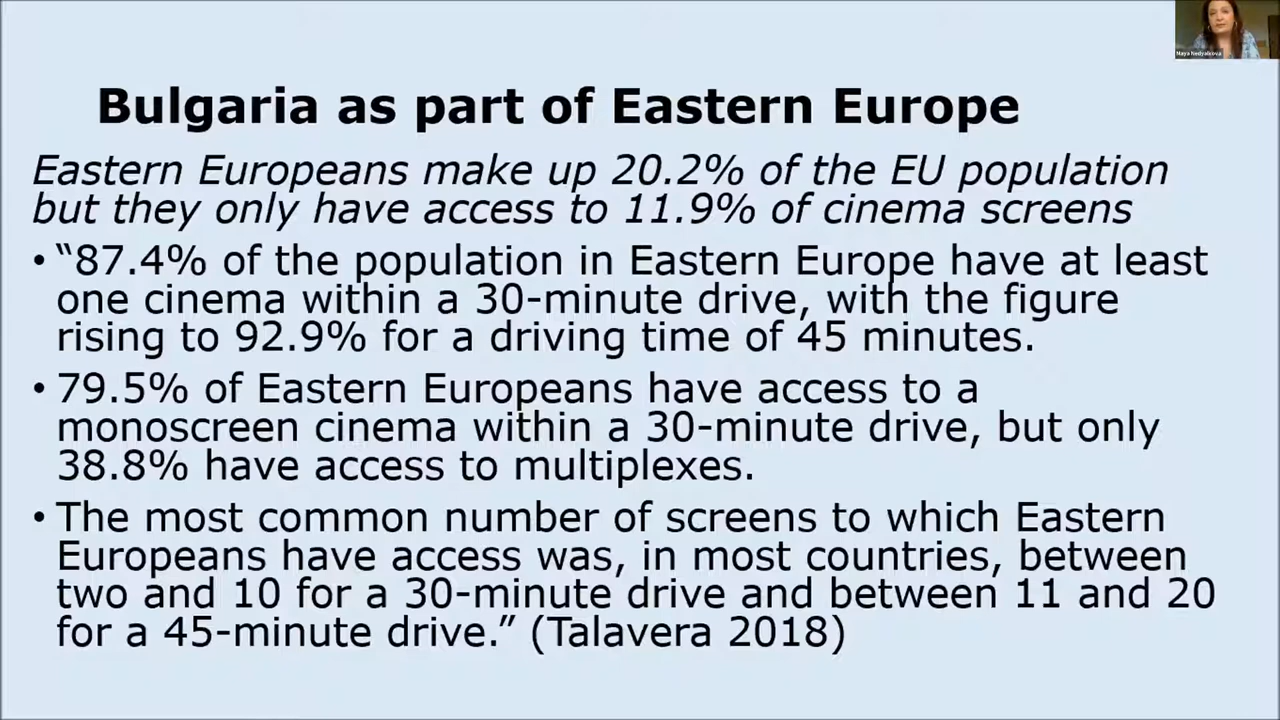 Maya Nedyalkova
Bulgaria as part of Eastern Europe
Eastern Europeans make up 20.2% of the EU population
but they only have access to 11.9% of cinema screens
• “87.4% of the population in Eastern Europe have at least
one cinema within a 30-minute drive, with the figure
rising to 92.9% for a driving time of 45 minutes.
• 79.5% of Eastern Europeans have access to a
monoscreen cinema within a 30-minute drive, but only
38.8% have access to multiplexes.
• The most common number of screens to which Eastern
Europeans have access was, in most countries, between
two and 10 for a 30-minute drive and between 11 and 20
for a 45-minute drive.” (Talavera 2018)